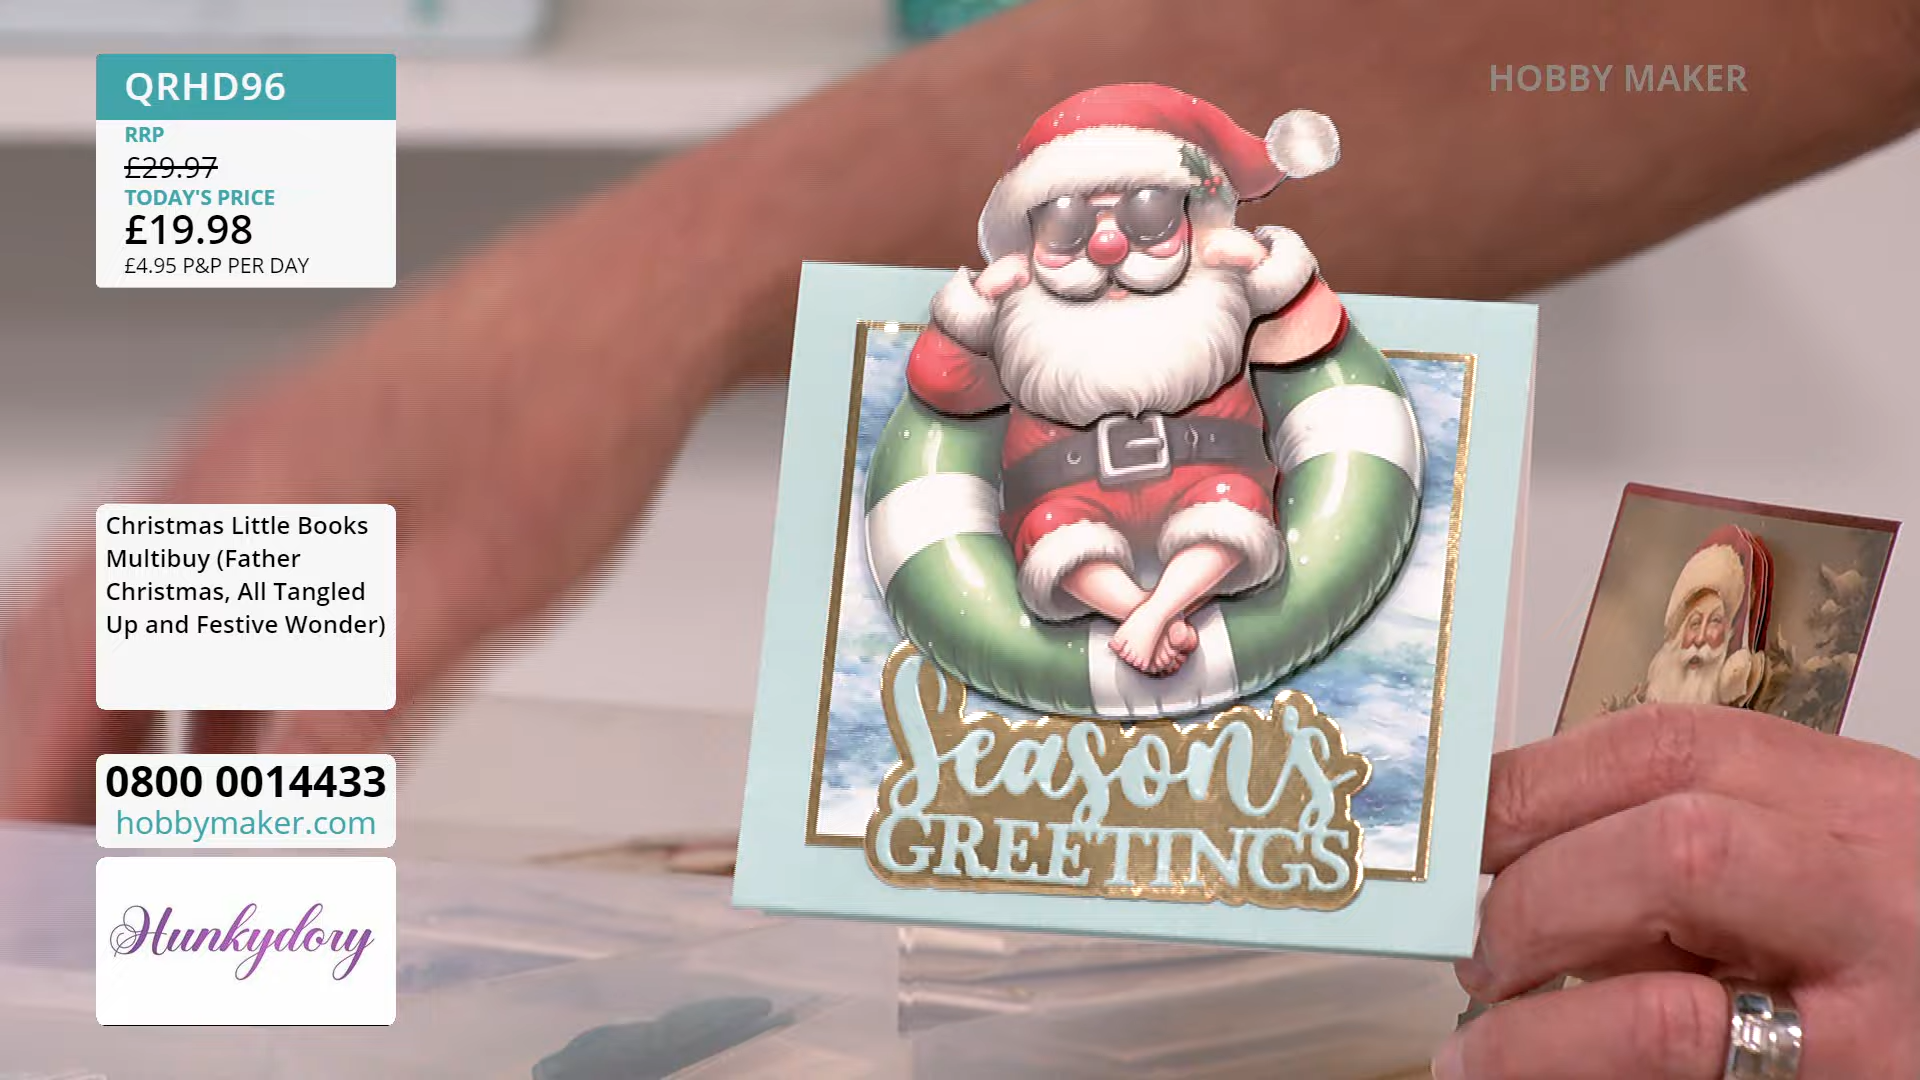 QRHD96
RRP
£29.97
TODAY'S PRICE
£19.98
£4.95 P&P PER DAY
HOBBY MAKER
Christmas Little Books
Multibuy (Father
Christmas, All Tangled
Up and Festive Wonder)
0800 0014433
hobbymaker.com
Hunkydory
Season's
GREETINGS